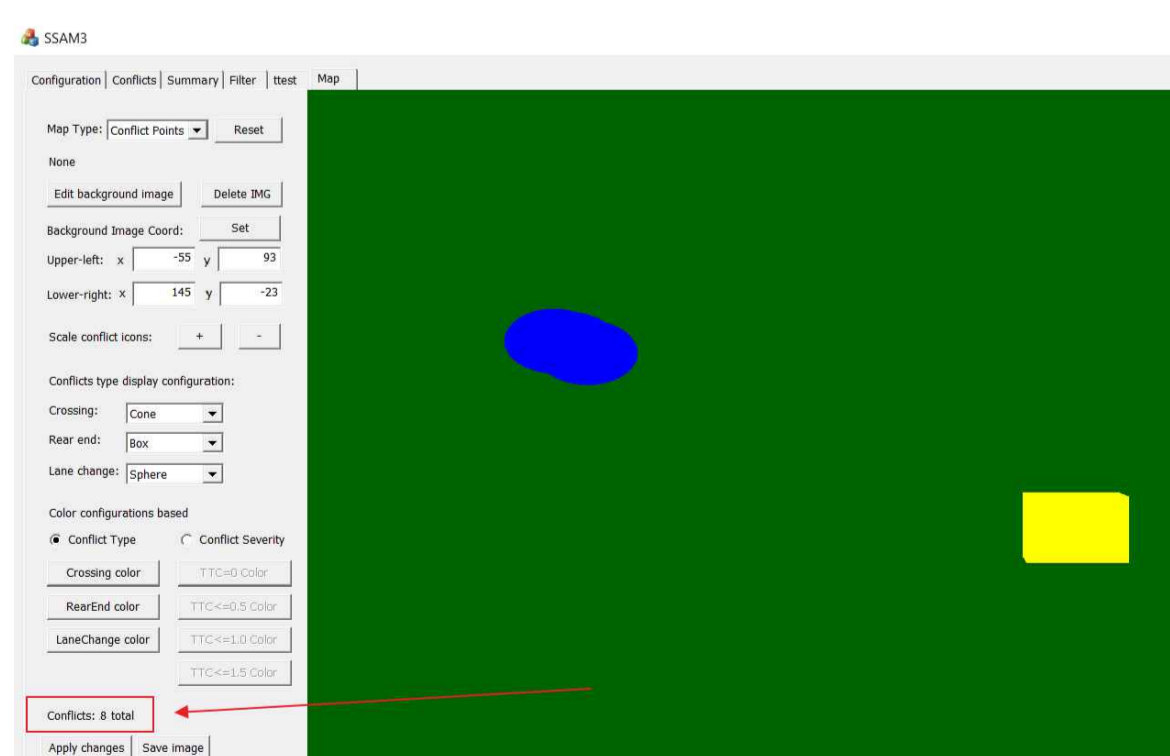 SSAM3
Configuration Conflicts Summary Filter ttest Map
Map Type: Conflict Points Reset
None
Edit background image Delete IMG
Background Image Coord: Set
Upper-left: x -55 y 93
Lower-right: x 145 y -23
Scale conflict icons: + -
Conflicts type display configuration:
Crossing: Cone
Rear end: Box
Lane change: Sphere
Color configurations based
Conflict Type Conflict Severity
Crossing color TTC=0 Color
RearEnd color TTC<=0.5 Color
LaneChange color TTC<=1.0 Color
TTC<=1.5 Color
Conflicts: 8 total
Apply changes Save image